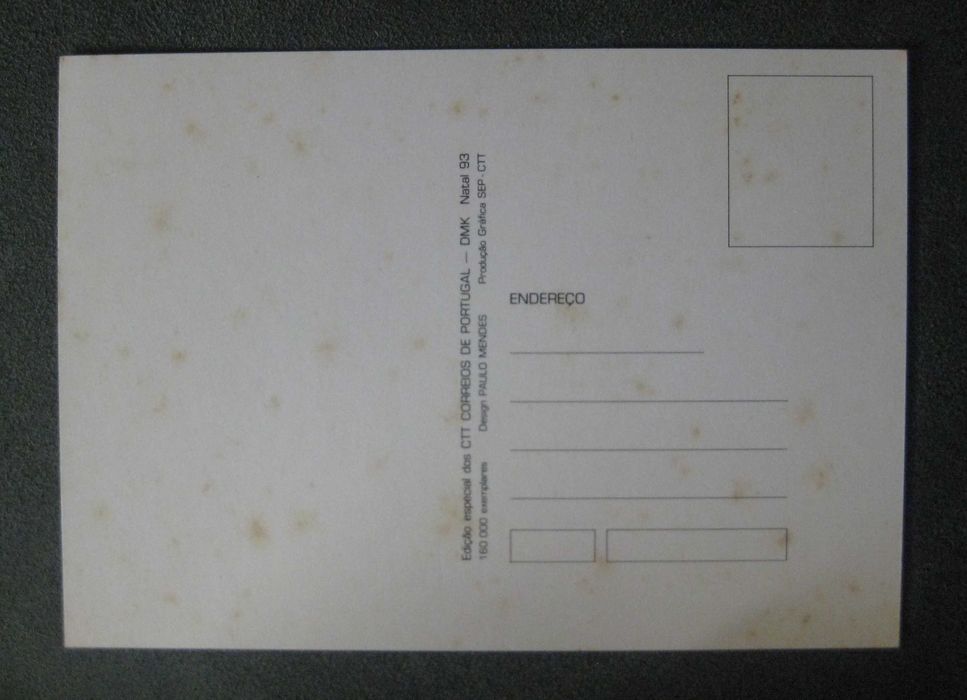 Edição especial dos CTT CORREIOS DE PORTUGAL — DMK Natal 93
160 000 exemplares Design PAULO MENDES Produção Gráfica SEP-CTT
ENDEREÇO